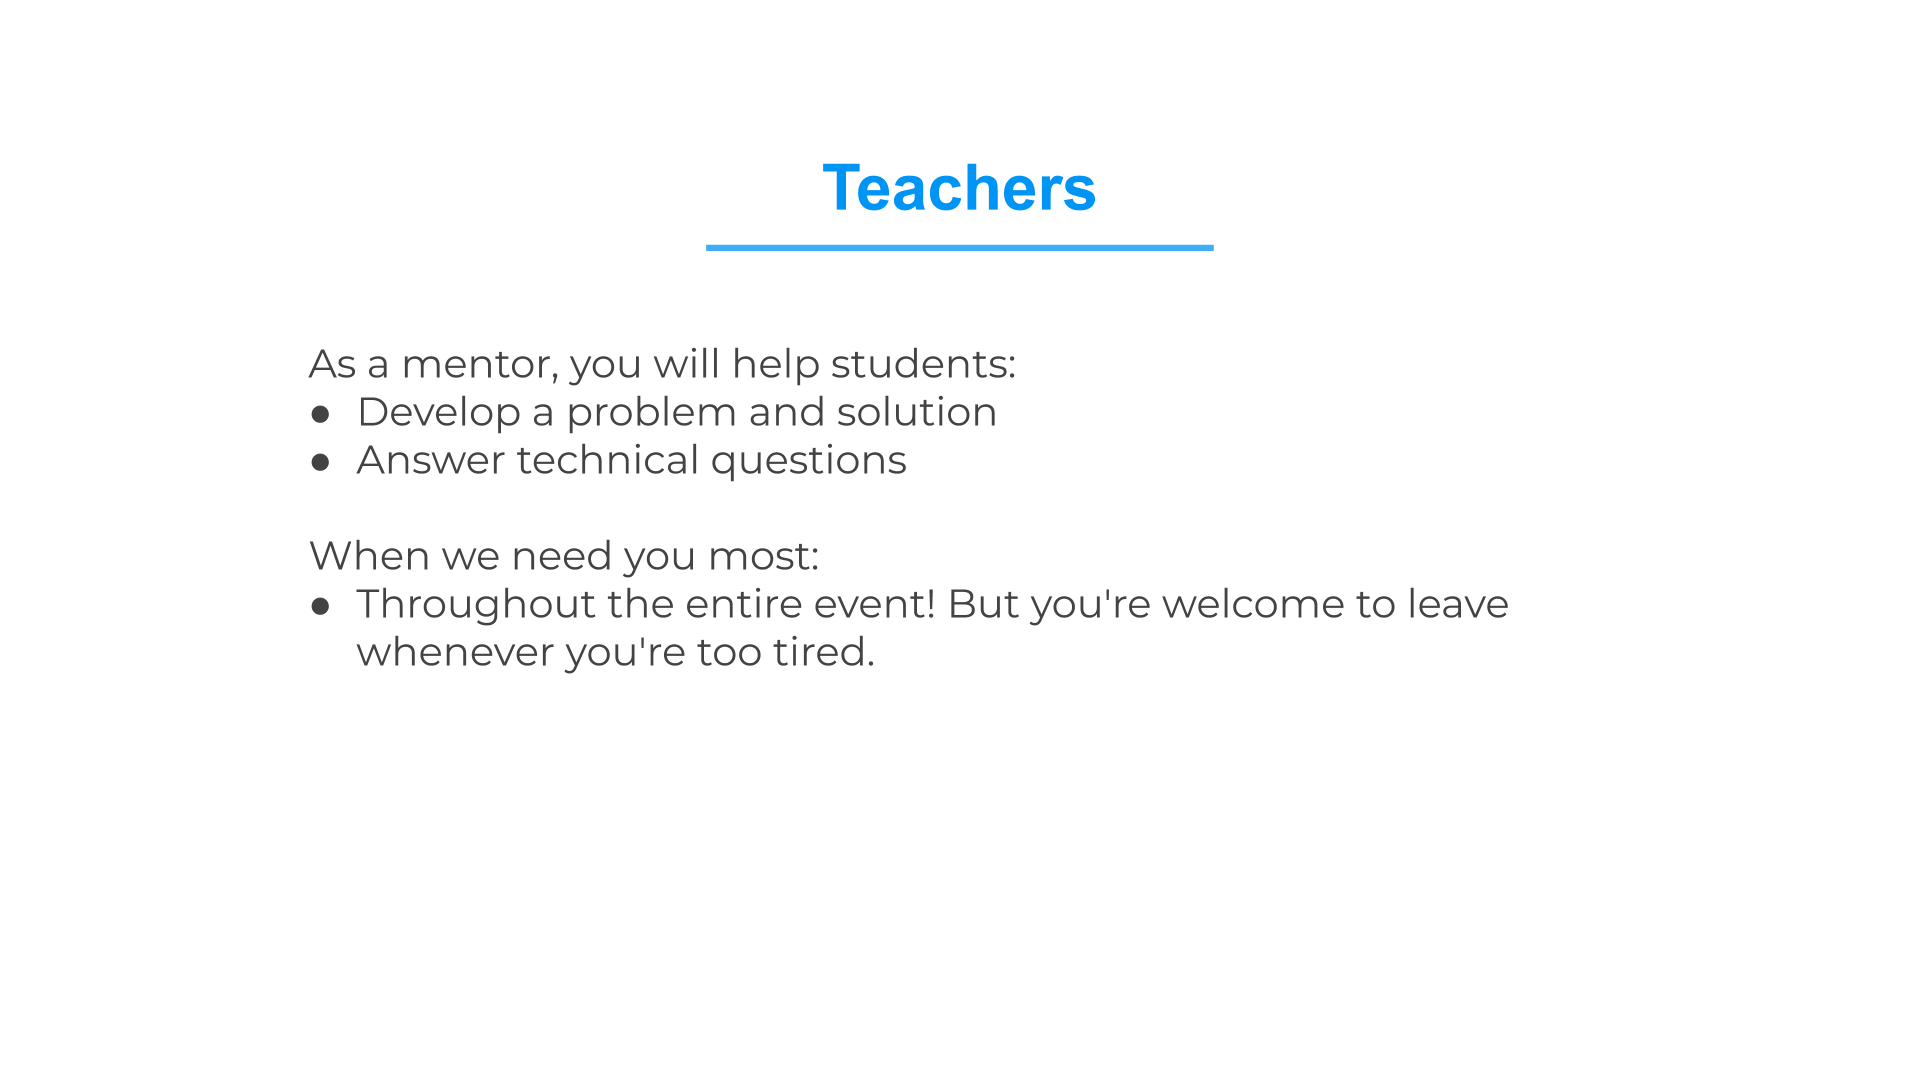 Teachers
As a mentor, you will help students:
● Develop a problem and solution
● Answer technical questions
When we need you most:
● Throughout the entire event! But you're welcome to leave
whenever you're too tired.